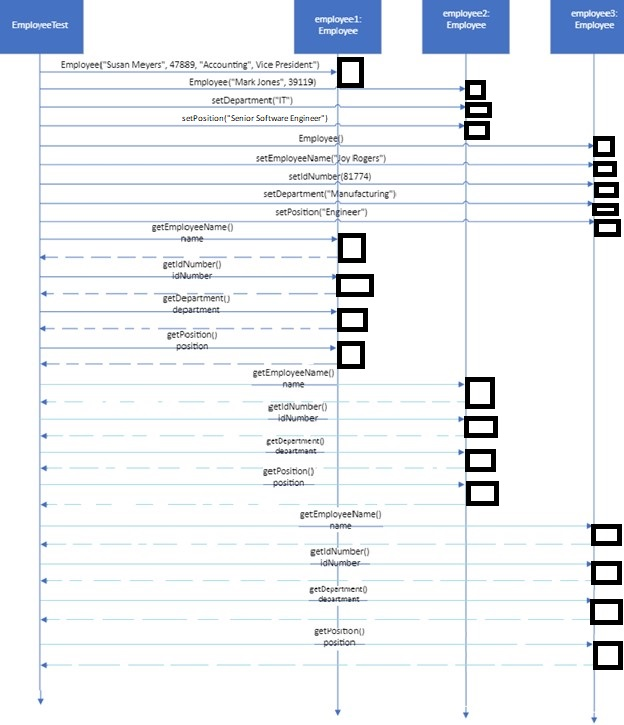 EmployeeTest
employee1:
Employee
employee2:
Employee
employee3:
Employee
Employee("Susan Meyers", 47889, "Accounting", Vice President")
Employee("Mark Jones", 39119)
setDepartment("IT")
setPosition("Senior Software Engineer")
Employee()
setEmployeeName("Joy Rogers")
setIdNumber(81774)
setDepartment("Manufacturing")
setPosition("Engineer")
getEmployeeName()
name
getIdNumber()
idNumber
getDepartment()
department
getPosition()
position
getEmployeeName()
name
getIdNumber()
idNumber
getDepartment()
department
getPosition()
position
getEmployeeName()
name
getIdNumber()
idNumber
getDepartment()
department
getPosition()
position